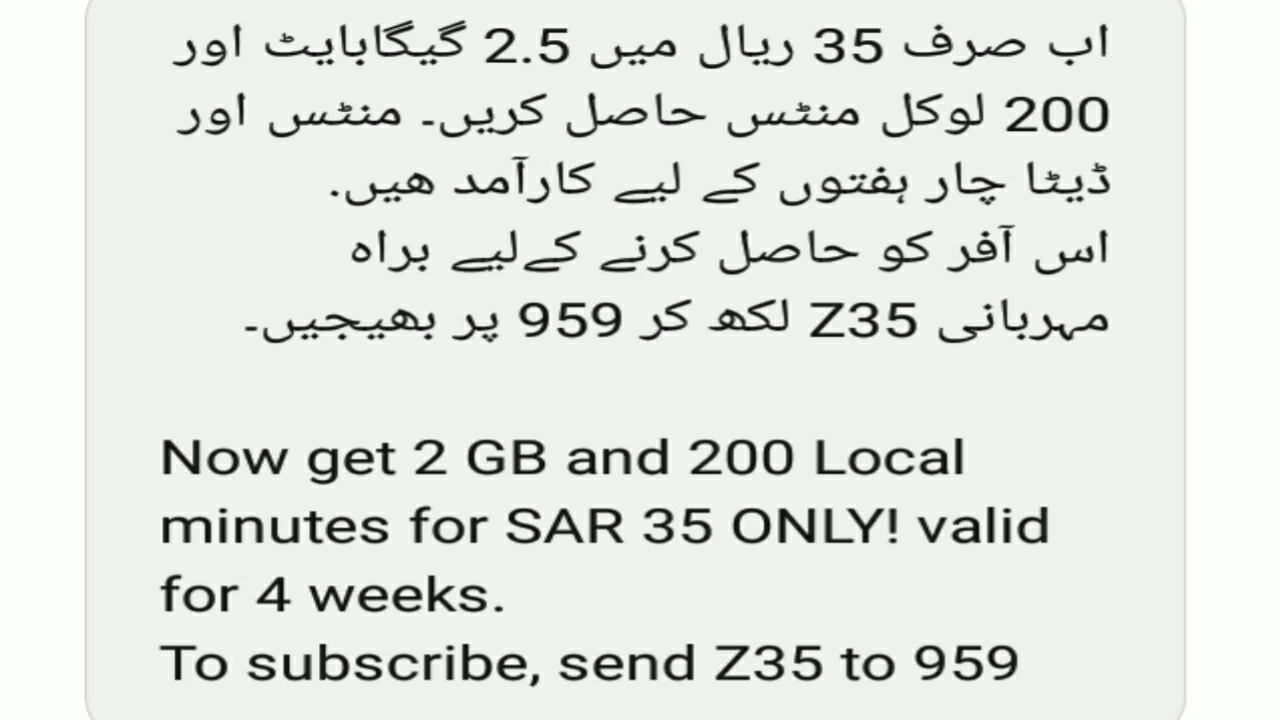 اب صرف 35 ریال میں 2.5 گیگابایٹ اور
200 لوکل منٹس حاصل کریں۔ منٹس اور
ڈیٹا چار ہفتوں کے لیے کارآمد ھیں.
اس آفر کو حاصل کرنے کےلیے براہ
مہربانی Z35 لکھ کر 959 پر بھیجیں۔
Now get 2 GB and 200 Local
minutes for SAR 35 ONLY! valid
for 4 weeks.
To subscribe, send Z35 to 959